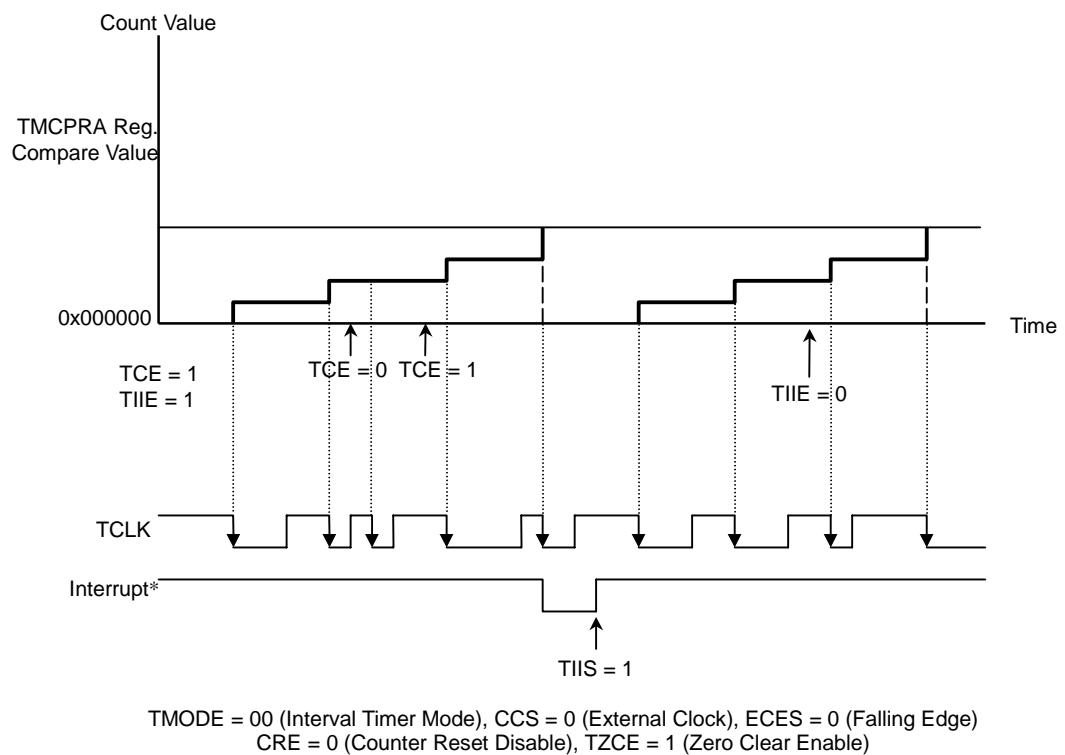 Count Value
TMCPRA Reg.
Compare Value
0x000000
Time
TCE = 1
TIIE = 1
TCE = 0
TCE = 1
TIIE = 0
TCLK
Interrupt*
TIIS = 1
TMODE = 00 (Interval Timer Mode), CCS = 0 (External Clock), ECES = 0 (Falling Edge)
CRE = 0 (Counter Reset Disable), TZCE = 1 (Zero Clear Enable)